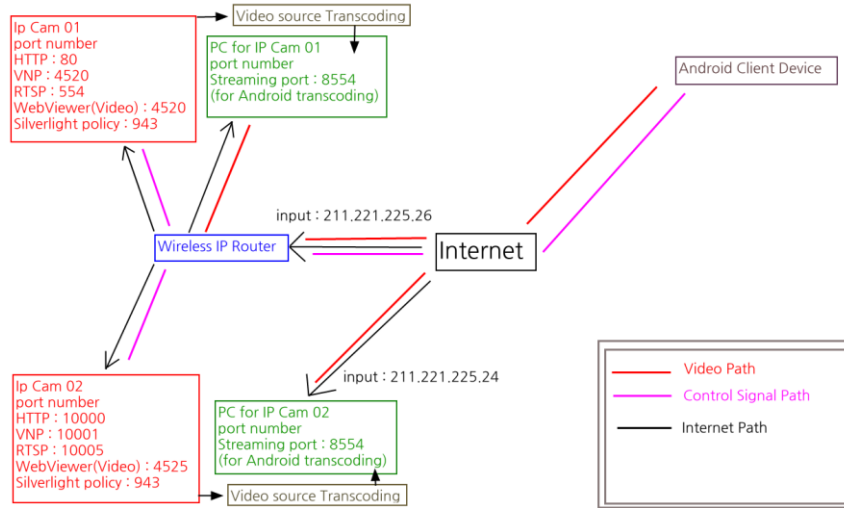 Ip Cam 01
port number
HTTP : 80
VNP : 4520
RTSP : 554
WebViewer(Video) : 4520
Silverlight policy : 943
Video source Transcoding
PC for IP Cam 01
port number
Streaming port : 8554
(for Android transcoding)
Android Client Device
input : 211.221.225.26
Wireless IP Router
Internet
input : 211.221.225.24
Ip Cam 02
port number
HTTP : 10000
VNP : 10001
RTSP : 10005
WebViewer(Video) : 4525
Silverlight policy : 943
PC for IP Cam 02
port number
Streaming port : 8554
(for Android transcoding)
Video source Transcoding
Video Path
Control Signal Path
Internet Path